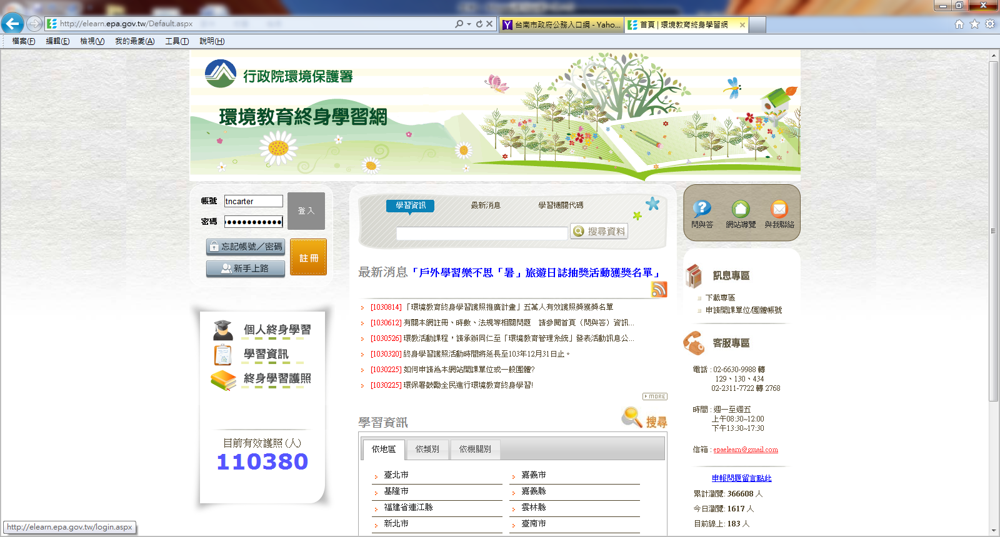 http://elearn.epa.gov.tw/Default.aspx
台南市政府公務入口網 - Yaho...
首頁 | 環境教育終身學習網
檔案(F) 編輯(E) 檢視(V) 我的最愛(A) 工具(T) 說明(H)
行政院環境保護署
環境教育終身學習網
帳號 tncarter
密碼
登入
忘記帳號／密碼
註冊
新手上路
個人終身學習
學習資訊
終身學習護照
目前有效護照(人)
110380
學習資訊 最新消息 學習機關代碼
搜尋資料
最新消息「戶外學習樂不思「暑」旅遊日誌抽獎活動獲獎名單」
[1030814]「環境教育終身學習護照推廣計畫」五萬人有效護照獎獲獎名單
[1030612] 有關本網註冊、時數、法規等相關問題 請參閱首頁（問與答）資訊...
[1030526] 環教活動課程，請承辦同仁至「環境教育管理系統」發表活動訊息公...
[1030320] 終身學習護照活動時間將延長至103年12月31日止。
[1030225] 如何申請為本網站開課單位或一般團體?
[1030225] 環保署鼓勵全民進行環境教育終身學習!
MORE
學習資訊
搜尋
依地區 依類別 依機關別
臺北市 嘉義市
基隆市 嘉義縣
福建省連江縣 雲林縣
新北市 臺南市
問與答 網站導覽 與我聯絡
訊息專區
下載專區
申請開課單位/團體帳號
客服專區
電話 : 02-6630-9988 轉
129、130、434
02-2311-7722 轉 2768
時間 : 週一至週五
上午08:30~12:00
下午13:30~17:30
信箱 : epaelearn@gmail.com
申報問題留言點此
累計瀏覽: 366608 人
今日瀏覽: 1617 人
目前線上: 183 人
http://elearn.epa.gov.tw/login.aspx